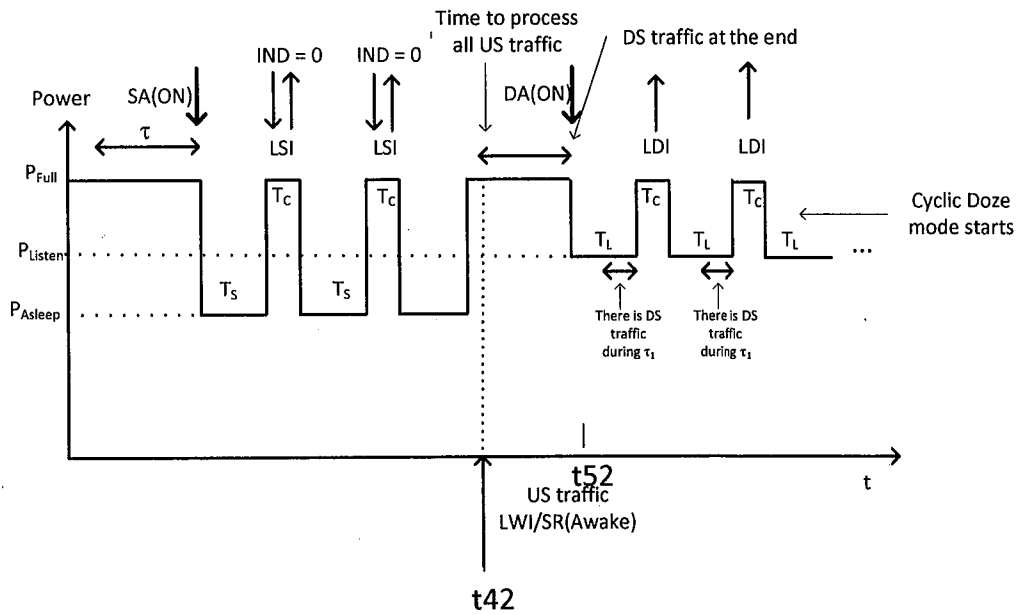 Time to process
all US traffic
DS traffic at the end
IND = 0
IND = 0
Power
SA(ON)
DA(ON)
τ
LSI
LSI
LDI
LDI
P_Full
T_C
T_C
T_C
T_C
Cyclic Doze
mode starts
P_Listen
T_L
T_L
T_L
...
T_S
T_S
P_Asleep
There is DS
traffic
during τ₁
There is DS
traffic
during τ₁
t52
t
US traffic
LWI/SR(Awake)
t42